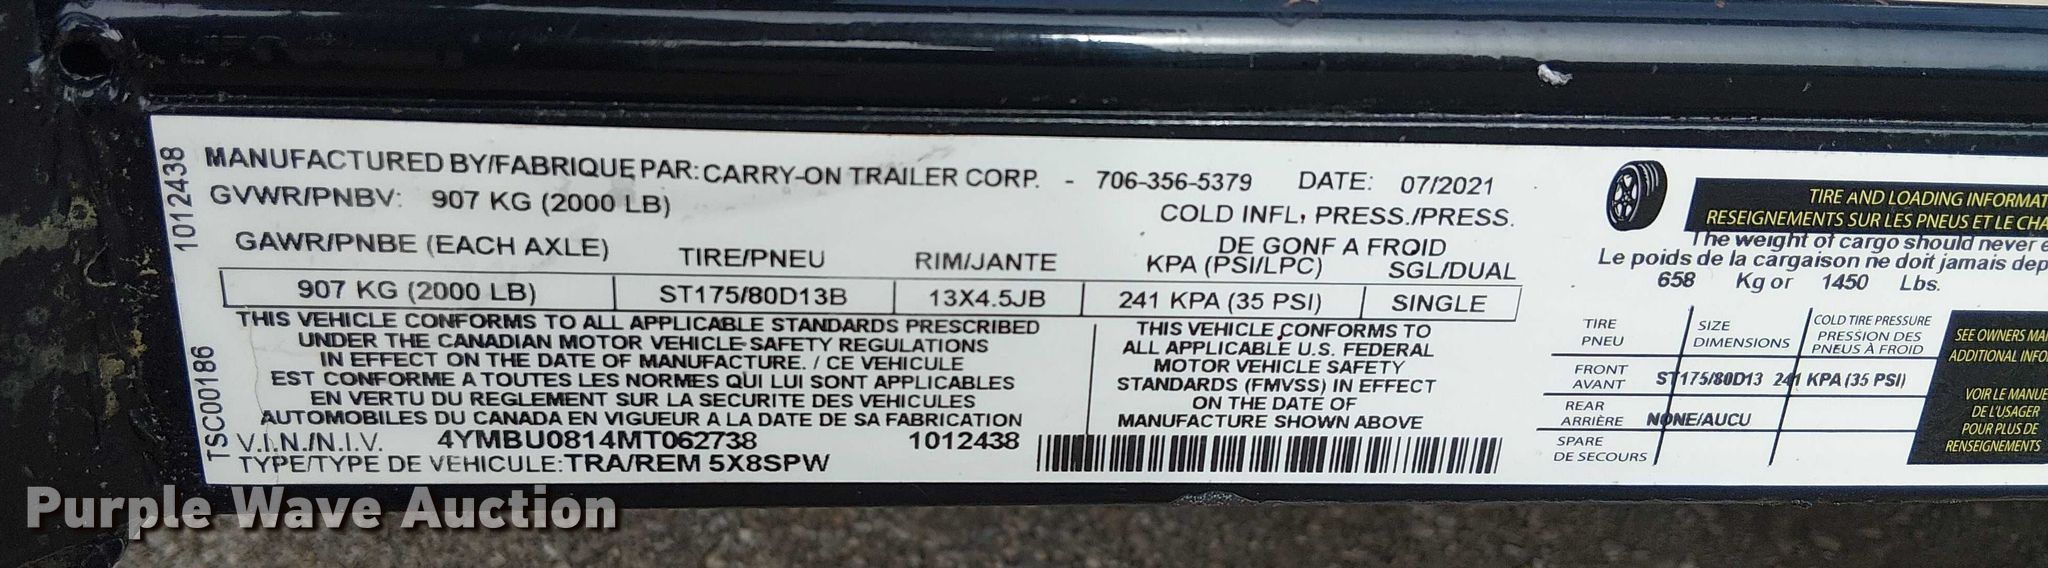 1012438
TSC00186
MANUFACTURED BY/FABRIQUE PAR: CARRY-ON TRAILER CORP. - 706-356-5379 DATE: 07/2021
GVWR/PNBV: 907 KG (2000 LB)
COLD INFL, PRESS./PRESS.
DE GONF A FROID
GAWR/PNBE (EACH AXLE) TIRE/PNEU RIM/JANTE KPA (PSI/LPC) SGL/DUAL
907 KG (2000 LB) ST175/80D13B 13X4.5JB 241 KPA (35 PSI) SINGLE
THIS VEHICLE CONFORMS TO ALL APPLICABLE STANDARDS PRESCRIBED
UNDER THE CANADIAN MOTOR VEHICLE SAFETY REGULATIONS
IN EFFECT ON THE DATE OF MANUFACTURE. / CE VEHICULE
EST CONFORME A TOUTES LES NORMES QUI LUI SONT APPLICABLES
EN VERTU DU REGLEMENT SUR LA SECURITE DES VEHICULES
AUTOMOBILES DU CANADA EN VIGUEUR A LA DATE DE SA FABRICATION
THIS VEHICLE CONFORMS TO
ALL APPLICABLE U.S. FEDERAL
MOTOR VEHICLE SAFETY
STANDARDS (FMVSS) IN EFFECT
ON THE DATE OF
MANUFACTURE SHOWN ABOVE
V.I.N./N.I.V. 4YMBU0814MT062738 1012438
TYPE/TYPE DE VEHICULE: TRA/REM 5X8SPW
TIRE AND LOADING INFORMAT
RESEIGNEMENTS SUR LES PNEUS ET LE CHA
The weight of cargo should never e
Le poids de la cargaison ne doit jamais dep
658 Kg or 1450 Lbs.
TIRE
PNEU
SIZE
DIMENSIONS
COLD TIRE PRESSURE
PRESSION DES
PNEUS À FROID
FRONT
AVANT
ST175/80D13 241 KPA (35 PSI)
REAR
ARRIÈRE
NONE/AUCU
SPARE
DE SECOURS
SEE OWNERS MAN
ADDITIONAL INFO
VOIR LE MANUE
DE L'USAGER
POUR PLUS DE
RENSEIGNEMENTS
Purple Wave Auction